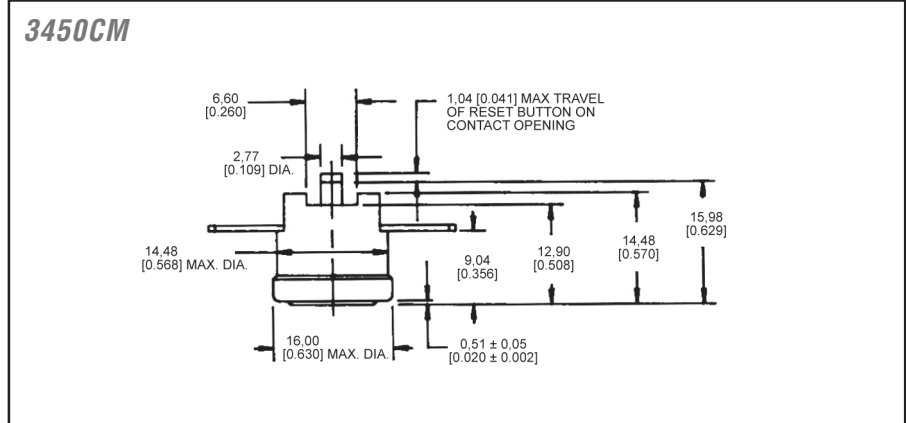 3450CM
6,60
[0.260]
1,04 [0.041] MAX TRAVEL
OF RESET BUTTON ON
CONTACT OPENING
2,77
[0.109] DIA.
14,48
[0.568] MAX. DIA.
9,04
[0.356]
12,90
[0.508]
14,48
[0.570]
15,98
[0.629]
16,00
[0.630] MAX. DIA.
0,51 ± 0,05
[0.020 ± 0.002]